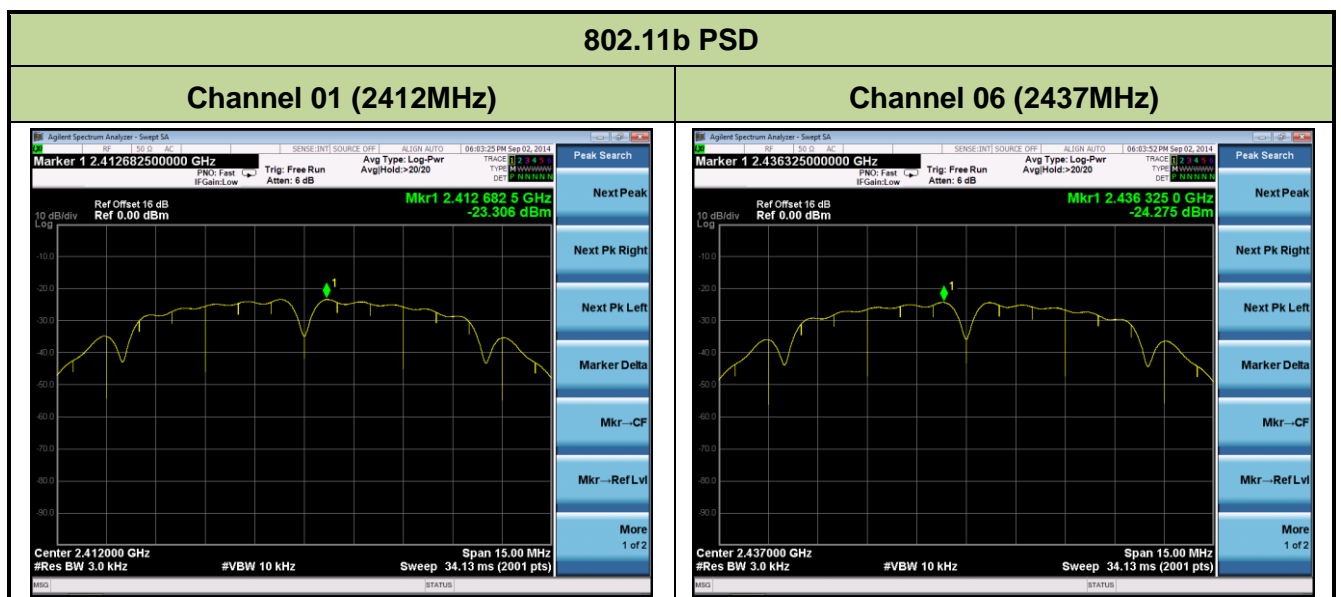 802.11b PSD
Channel 01 (2412MHz)
Channel 06 (2437MHz)
Agilent Spectrum Analyzer - Swept SA
RF 50 Ω AC SENSE:INT SOURCE OFF ALIGN AUTO 06:03:25 PM Sep 02, 2014
Marker 1 2.412682500000 GHz
Avg Type: Log-Pwr
TRACE 1 2 3 4 5 6
PNO: Fast
Trig: Free Run
Avg|Hold:>20/20
TYPE M WWWWW
IFGain:Low
Atten: 6 dB
DET P N N N N N
Peak Search
Mkr1 2.412 682 5 GHz
Ref Offset 16 dB
10 dB/div Ref 0.00 dBm
-23.306 dBm
Log
-10.0
-20.0
-30.0
-40.0
-50.0
-60.0
-70.0
-80.0
-90.0
1
Next Peak
Next Pk Right
Next Pk Left
Marker Delta
Mkr→CF
Mkr→Ref Lvl
More
1 of 2
Center 2.412000 GHz
Span 15.00 MHz
#Res BW 3.0 kHz
#VBW 10 kHz
Sweep 34.13 ms (2001 pts)
MSG
STATUS
Agilent Spectrum Analyzer - Swept SA
RF 50 Ω AC SENSE:INT SOURCE OFF ALIGN AUTO 06:03:52 PM Sep 02, 2014
Marker 1 2.436325000000 GHz
Avg Type: Log-Pwr
TRACE 1 2 3 4 5 6
PNO: Fast
Trig: Free Run
Avg|Hold:>20/20
TYPE M WWWWW
IFGain:Low
Atten: 6 dB
DET P N N N N N
Peak Search
Mkr1 2.436 325 0 GHz
Ref Offset 16 dB
10 dB/div Ref 0.00 dBm
-24.275 dBm
Log
-10.0
-20.0
-30.0
-40.0
-50.0
-60.0
-70.0
-80.0
-90.0
1
Next Peak
Next Pk Right
Next Pk Left
Marker Delta
Mkr→CF
Mkr→Ref Lvl
More
1 of 2
Center 2.437000 GHz
Span 15.00 MHz
#Res BW 3.0 kHz
#VBW 10 kHz
Sweep 34.13 ms (2001 pts)
MSG
STATUS